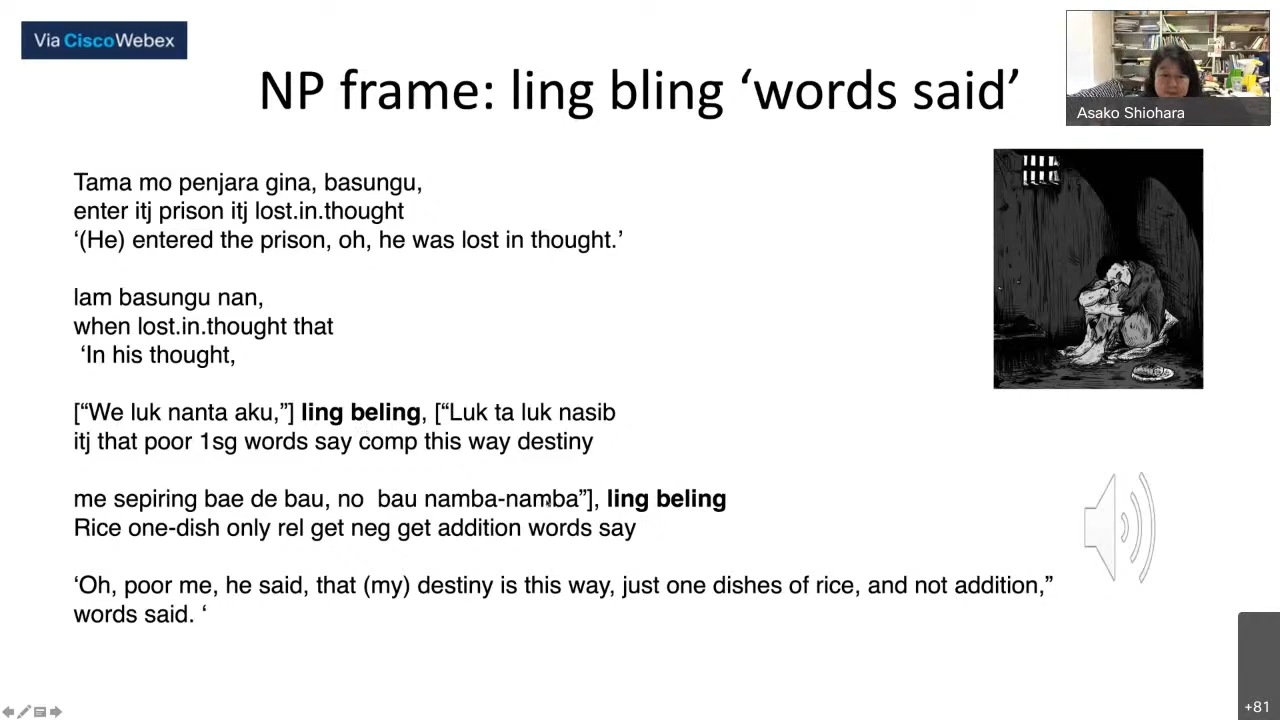 Via Cisco Webex
NP frame: ling bling ‘words said’
Asako Shiohara
Tama mo penjara gina, basungu,
enter itj prison itj lost.in.thought
‘(He) entered the prison, oh, he was lost in thought.’
lam basungu nan,
when lost.in.thought that
‘In his thought,
[“We luk nanta aku,”] ling beling, [“Luk ta luk nasib
itj that poor 1sg words say comp this way destiny
me sepiring bae de bau, no bau namba-namba”], ling beling
Rice one-dish only rel get neg get addition words say
‘Oh, poor me, he said, that (my) destiny is this way, just one dishes of rice, and not addition,”
words said. ‘
+81